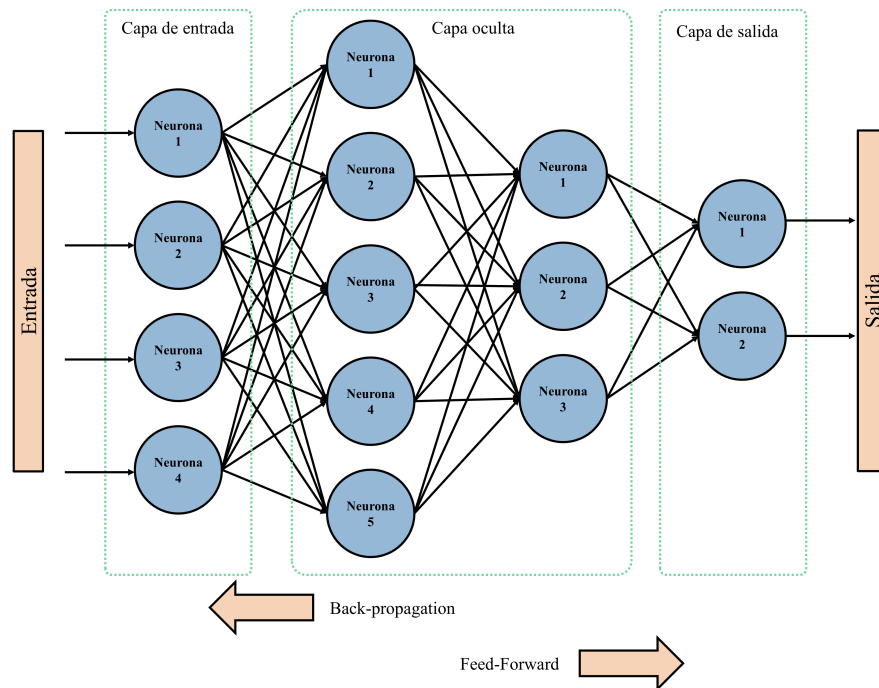 Capa de entrada
Capa oculta
Capa de salida
Entrada
Neurona
1
Neurona
2
Neurona
3
Neurona
4
Neurona
1
Neurona
2
Neurona
3
Neurona
4
Neurona
5
Neurona
1
Neurona
2
Neurona
3
Neurona
1
Neurona
2
Salida
Back-propagation
Feed-Forward